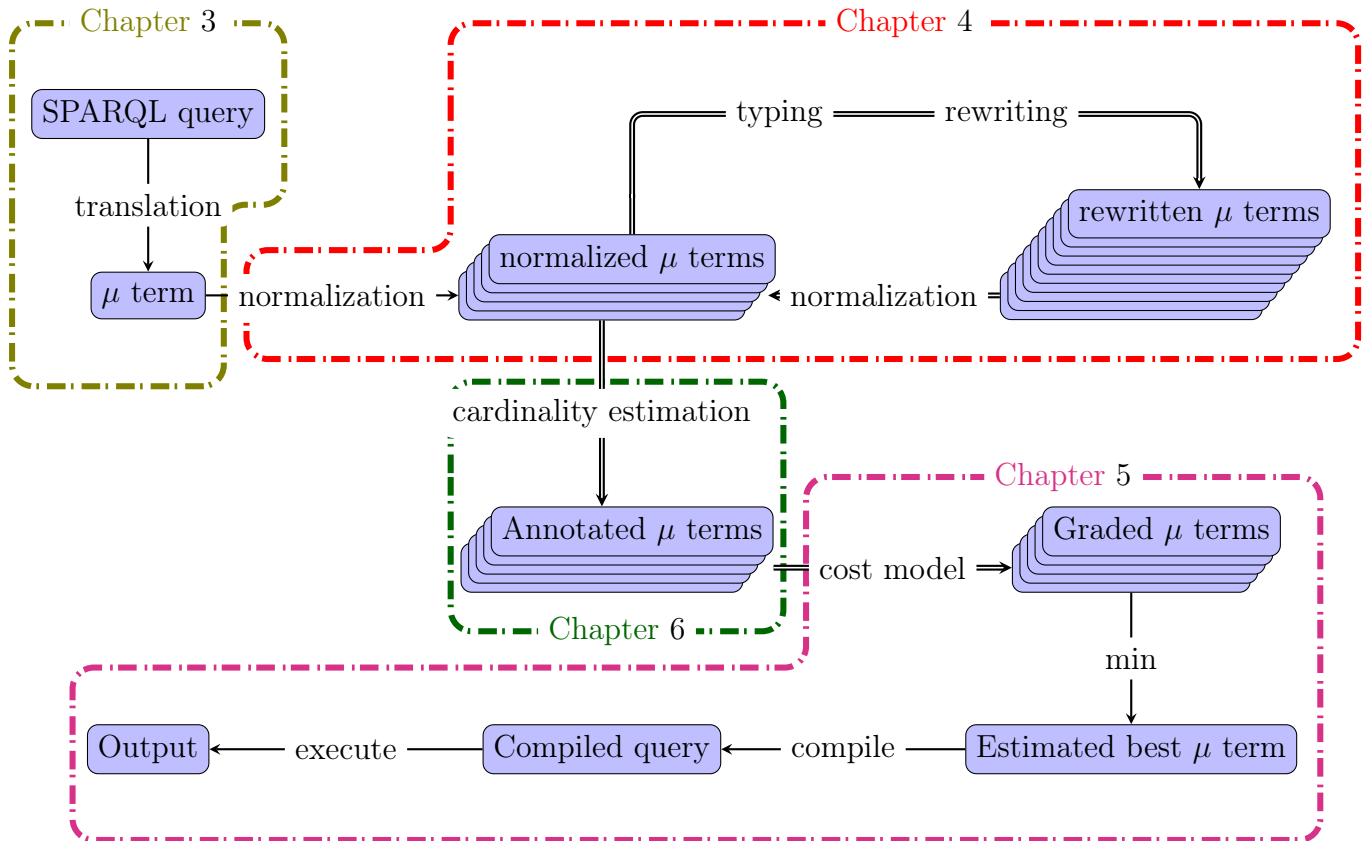 Chapter 3
Chapter 4
SPARQL query
typing
rewriting
translation
rewritten μ terms
normalized μ terms
μ term
normalization
normalization
cardinality estimation
Chapter 5
Annotated μ terms
Graded μ terms
cost model
Chapter 6
min
Output
execute
Compiled query
compile
Estimated best μ term